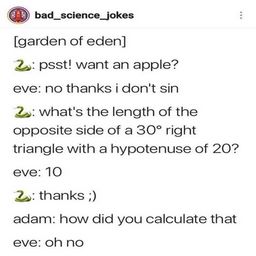 bad_science_jokes
[garden of eden]
🐍: psst! want an apple?
eve: no thanks i don't sin
🐍: what's the length of the
opposite side of a 30° right
triangle with a hypotenuse of 20?
eve: 10
🐍: thanks ;)
adam: how did you calculate that
eve: oh no